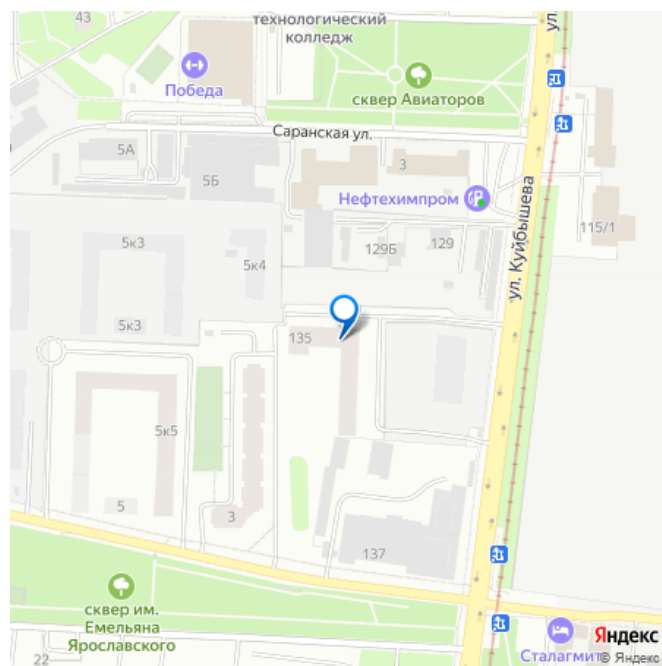 43
технологический
колледж
ул.
Победа
сквер Авиаторов
Саранская ул.
5А
3
5Б
Нефтехимпром
ул. Куйбышева
115/1
5к3
129Б
129
5к4
5к3
135
5к5
5
3
137
сквер им.
Емельяна
Ярославского
22
Сталагмит
Яндекс
© Яндекс